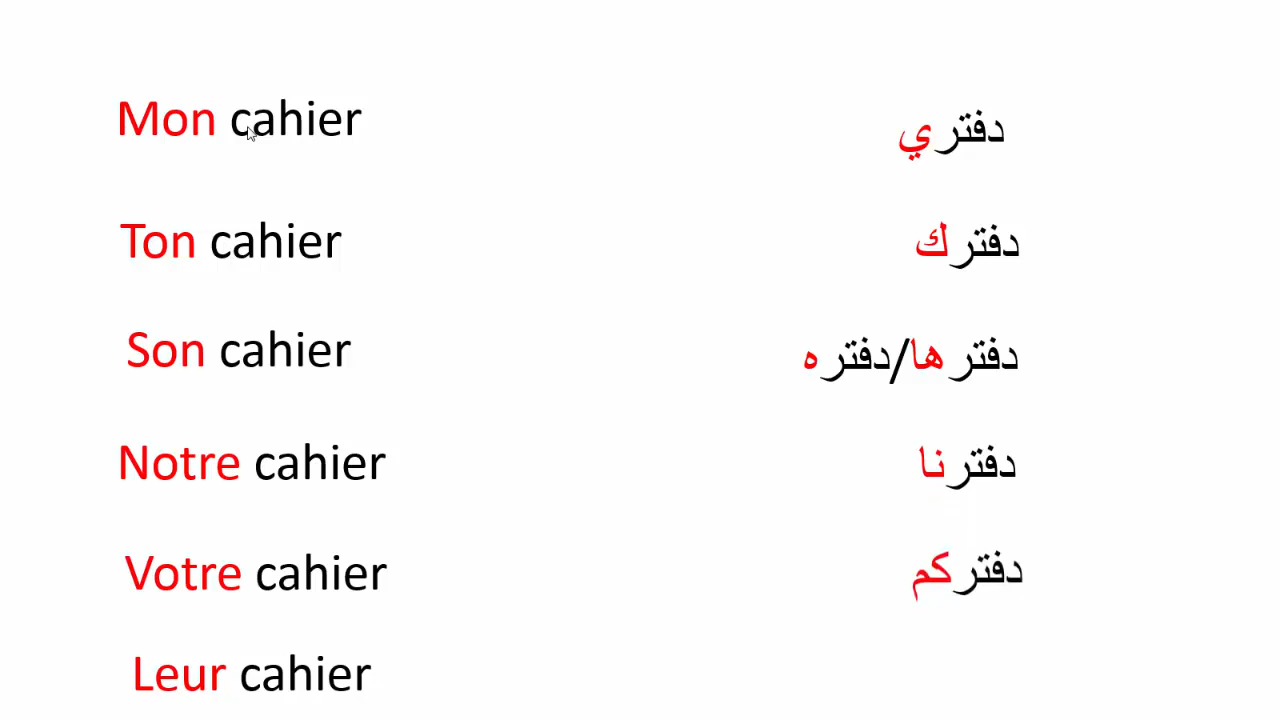 Mon cahier دفتري
Ton cahier دفترك
Son cahier دفترها/دفتره
Notre cahier دفترنا
Votre cahier دفتركم
Leur cahier